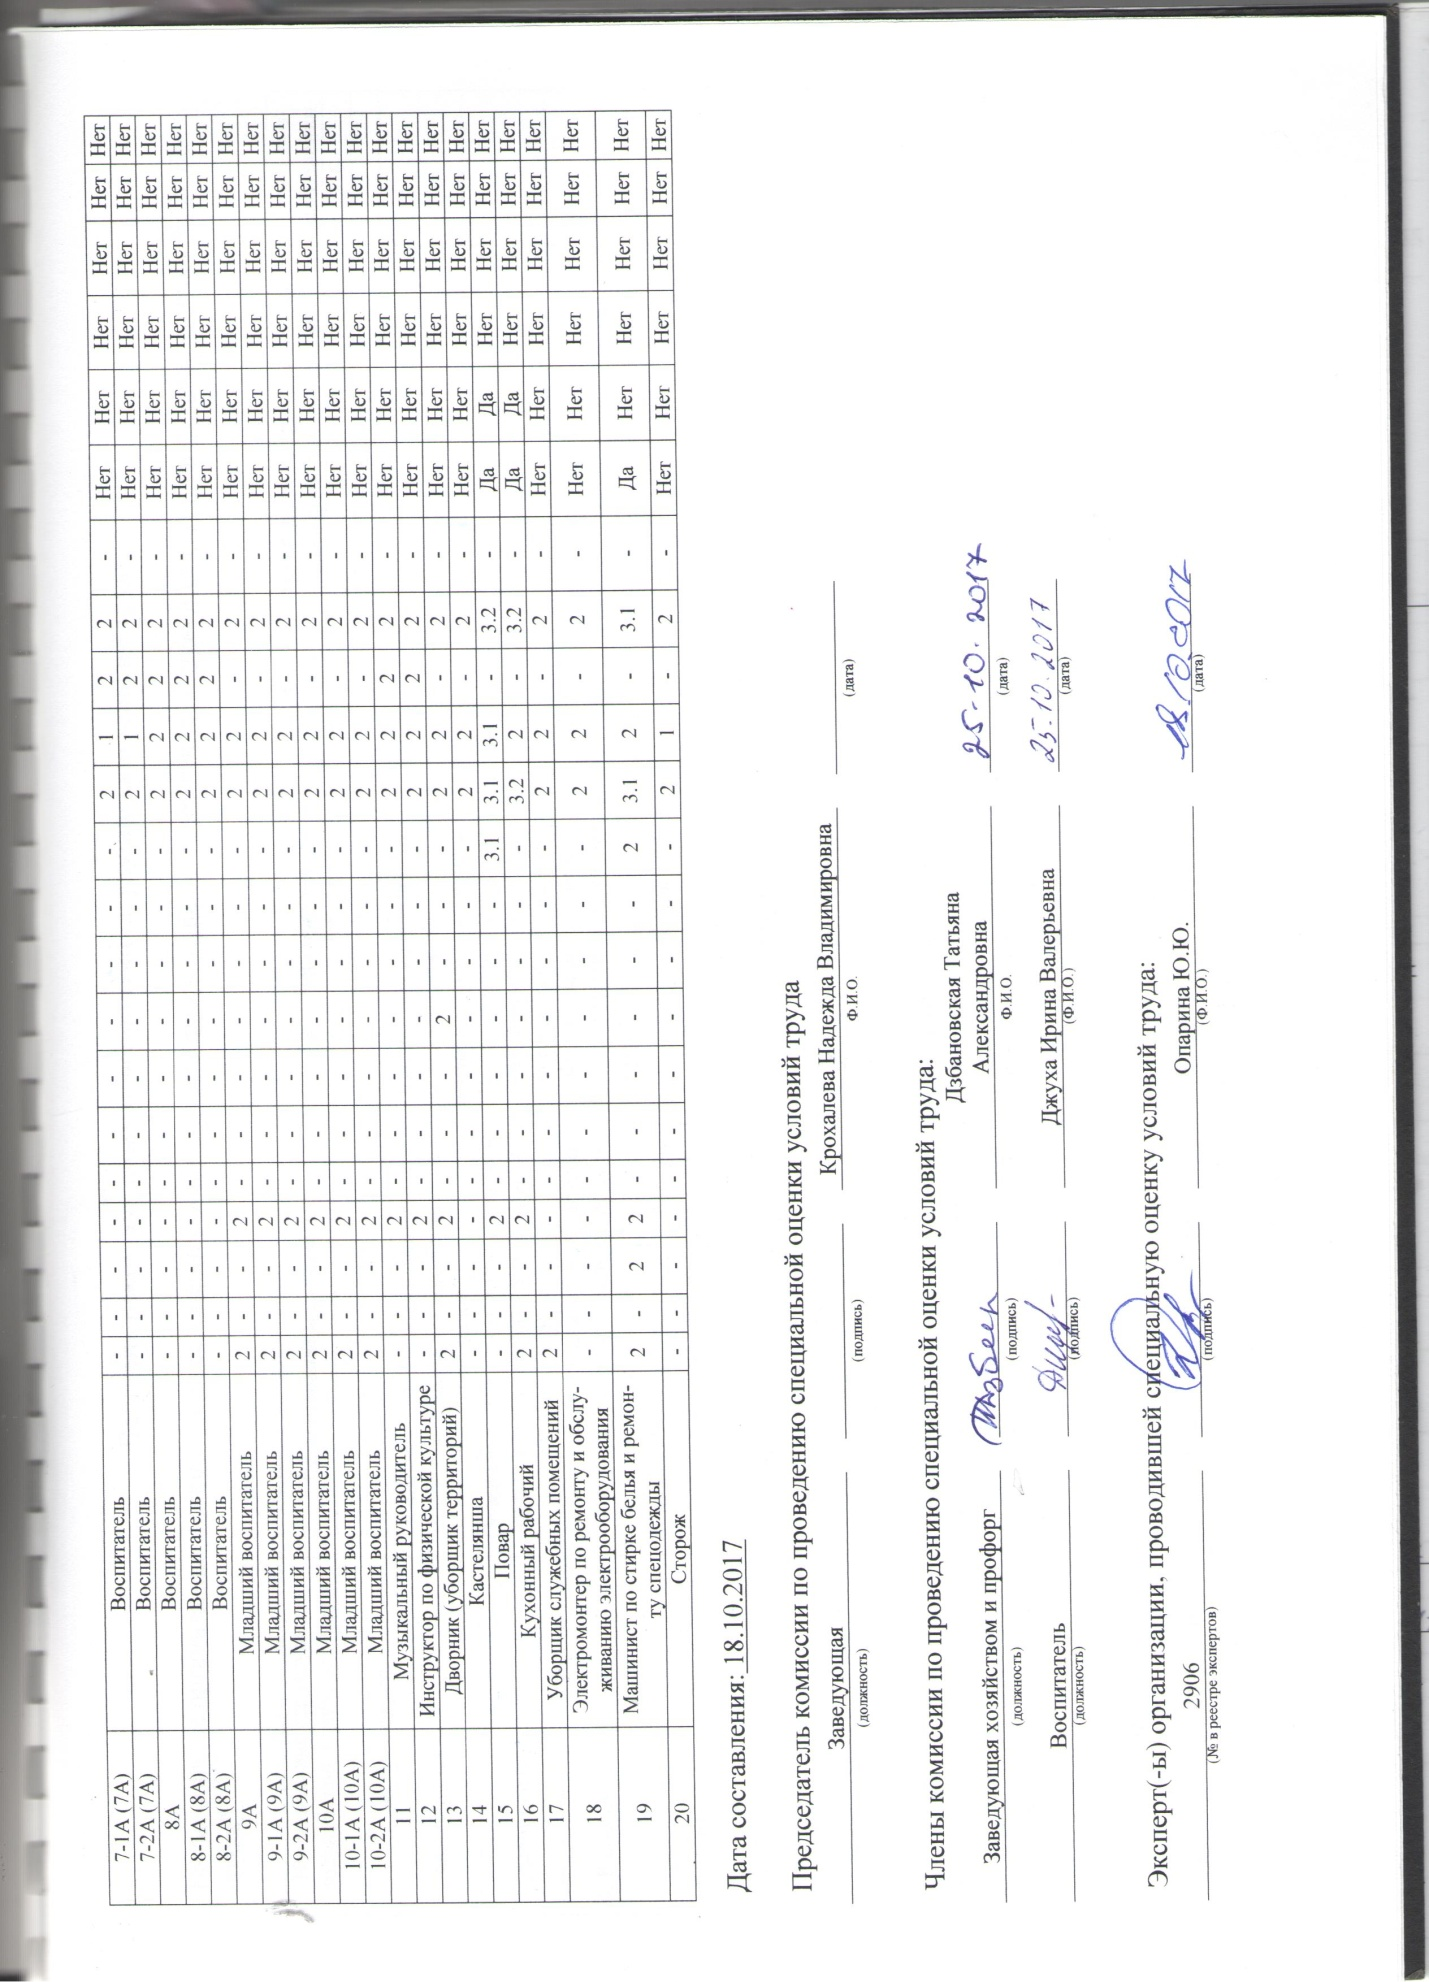 7-1А (7А) Воспитатель - - - - - - - - - - - 2 1 2 2 - Нет Нет Нет Нет Нет Нет
7-2А (7А) Воспитатель - - - - - - - - - - - 2 1 2 2 - Нет Нет Нет Нет Нет Нет
8А Воспитатель - - - - - - - - - - - 2 2 2 2 - Нет Нет Нет Нет Нет Нет
8-1А (8А) Воспитатель - - - - - - - - - - - 2 2 2 2 - Нет Нет Нет Нет Нет Нет
8-2А (8А) Воспитатель - - - - - - - - - - - 2 2 2 2 - Нет Нет Нет Нет Нет Нет
9А Младший воспитатель 2 - - 2 - - - - - - - 2 2 - 2 - Нет Нет Нет Нет Нет Нет
9-1А (9А) Младший воспитатель 2 - - 2 - - - - - - - 2 2 - 2 - Нет Нет Нет Нет Нет Нет
9-2А (9А) Младший воспитатель 2 - - 2 - - - - - - - 2 2 - 2 - Нет Нет Нет Нет Нет Нет
10А Младший воспитатель 2 - - 2 - - - - - - - 2 2 - 2 - Нет Нет Нет Нет Нет Нет
10-1А (10А) Младший воспитатель 2 - - 2 - - - - - - - 2 2 - 2 - Нет Нет Нет Нет Нет Нет
10-2А (10А) Младший воспитатель 2 - - 2 - - - - - - - 2 2 - 2 - Нет Нет Нет Нет Нет Нет
11 Музыкальный руководитель - - - 2 - - - - - - - 2 2 2 2 - Нет Нет Нет Нет Нет Нет
12 Инструктор по физической культуре - - - 2 - - - - - - - 2 2 2 2 - Нет Нет Нет Нет Нет Нет
13 Дворник (уборщик территорий) 2 - - 2 - - - 2 - - - 2 2 - 2 - Нет Нет Нет Нет Нет Нет
14 Кастелянша - - - - - - - - - - - 2 2 - 2 - Нет Нет Нет Нет Нет Нет
15 Повар - - - 2 - - - - - - 3.1 3.1 3.1 - 3.2 - Да Да Нет Нет Нет Нет
16 Кухонный рабочий 2 - - 2 - - - - - - - 3.2 2 - 3.2 - Да Да Нет Нет Нет Нет
17 Уборщик служебных помещений 2 - - - - - - - - - - 2 2 - 2 - Нет Нет Нет Нет Нет Нет
18 Электромонтер по ремонту и обслу-
живанию электрооборудования - - - - - - - - - - - 2 2 - 2 - Нет Нет Нет Нет Нет Нет
19 Машинист по стирке белья и ремон-
ту спецодежды 2 - 2 2 - - - - - - 2 3.1 2 - 3.1 - Да Нет Нет Нет Нет Нет
20 Сторож - - - - - - - - - - - 2 1 - 2 - Нет Нет Нет Нет Нет Нет
Дата составления: 18.10.2017
Председатель комиссии по проведению специальной оценки условий труда
Заведующая Крохалева Надежда Владимировна
(должность) (подпись) Ф.И.О. (дата)
Члены комиссии по проведению специальной оценки условий труда:
Дзбановская Татьяна
Заведующая хозяйством и профорг Александровна 25.10.2017
(должность) (подпись) Ф.И.О. (дата)
Воспитатель Джуха Ирина Валерьевна 25.10.2017
(должность) (подпись) (Ф.И.О.) (дата)
Эксперт(-ы) организации, проводившей специальную оценку условий труда:
2906 Опарина Ю.Ю. 18.10.2017
(№ в реестре экспертов) (подпись) (Ф.И.О.) (дата)